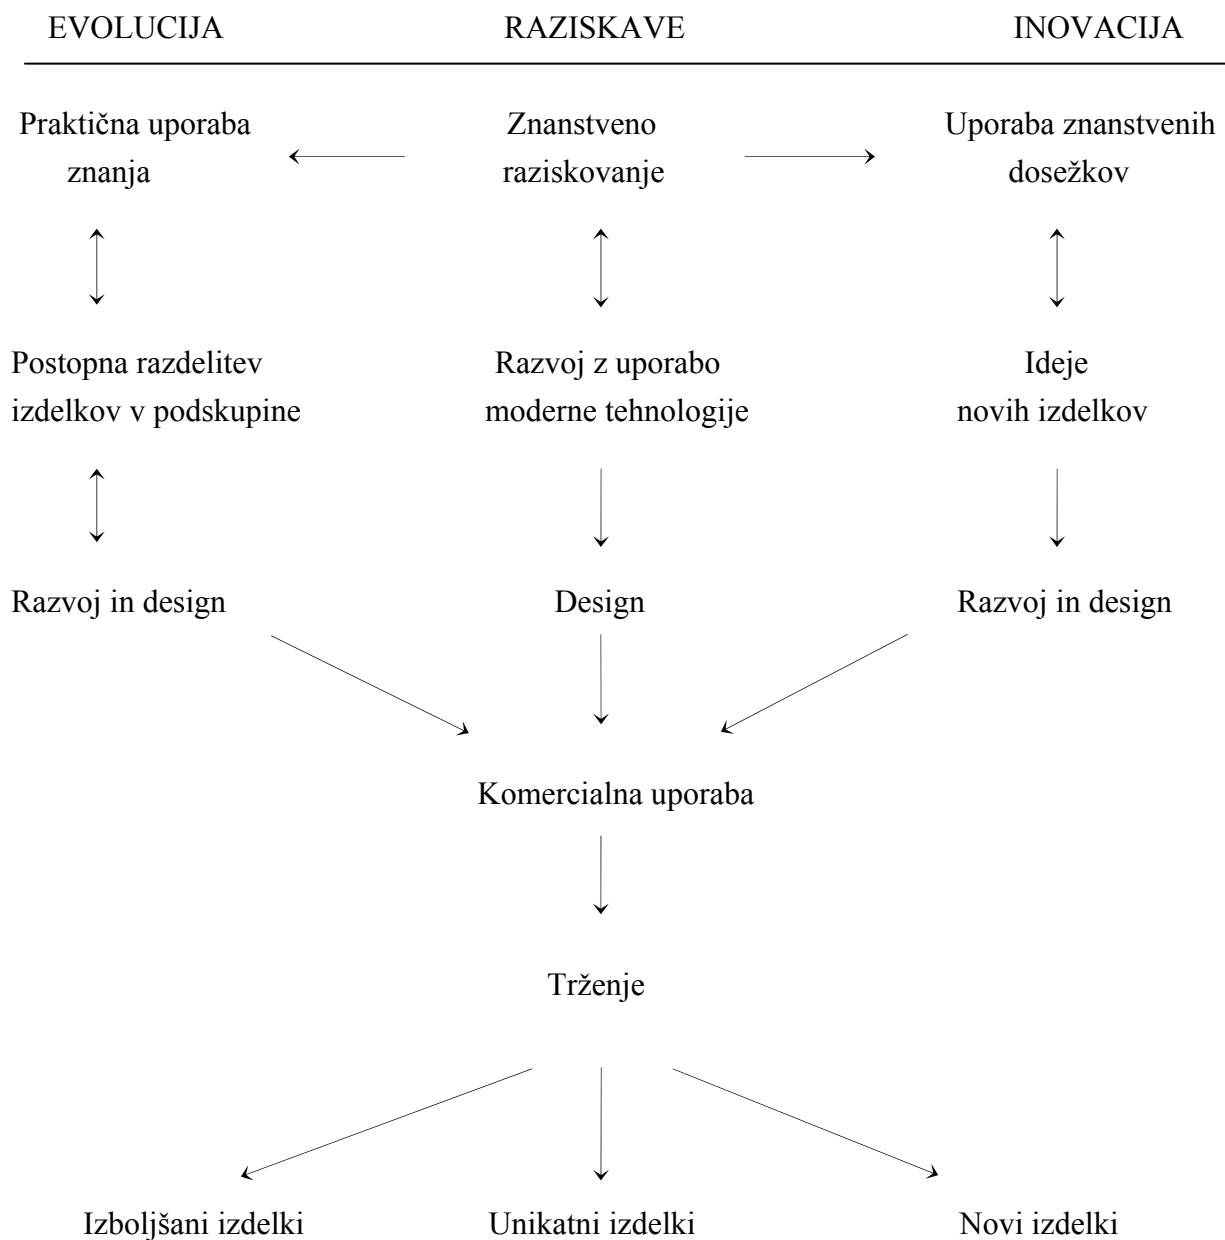 EVOLUCIJA RAZISKAVE INOVACIJA
Praktična uporaba Znanstveno Uporaba znanstvenih
znanja raziskovanje dosežkov
Postopna razdelitev Razvoj z uporabo Ideje
izdelkov v podskupine moderne tehnologije novih izdelkov
Razvoj in design Design Razvoj in design
Komercialna uporaba
Trženje
Izboljšani izdelki Unikatni izdelki Novi izdelki